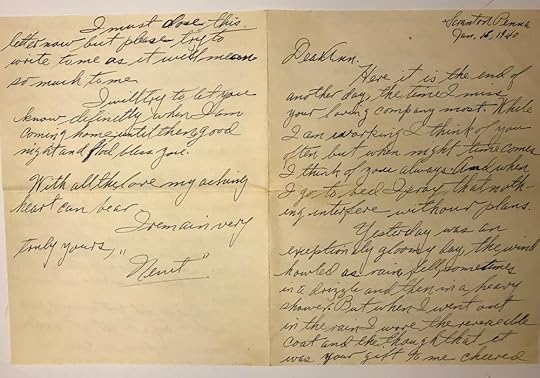 Scranton Penna
Jan. 15, 1940
Dear Ann.
Here it is the end of
another day, the time I miss
your loving company most. While
I am working I think of you
often but when night time comes
I think of you always. And when
I go to bed I pray that noth-
ing interfere with our plans.
Yesterday was an
exceptionly gloomy day, the wind
howled as rain fell, sometimes
in a drizzle and then in a heavy
shower. But when I went out
in the rain I wore the reversible
coat and the thought that it
was your gift to me cheered
I must close this
letter now but please try to
write to me as it will mean
so much to me.
I will try to let you
know definetly when I am
coming home until then good
night and God bless you.
With all the love my aching
heart can bear
I remain very
truly yours,